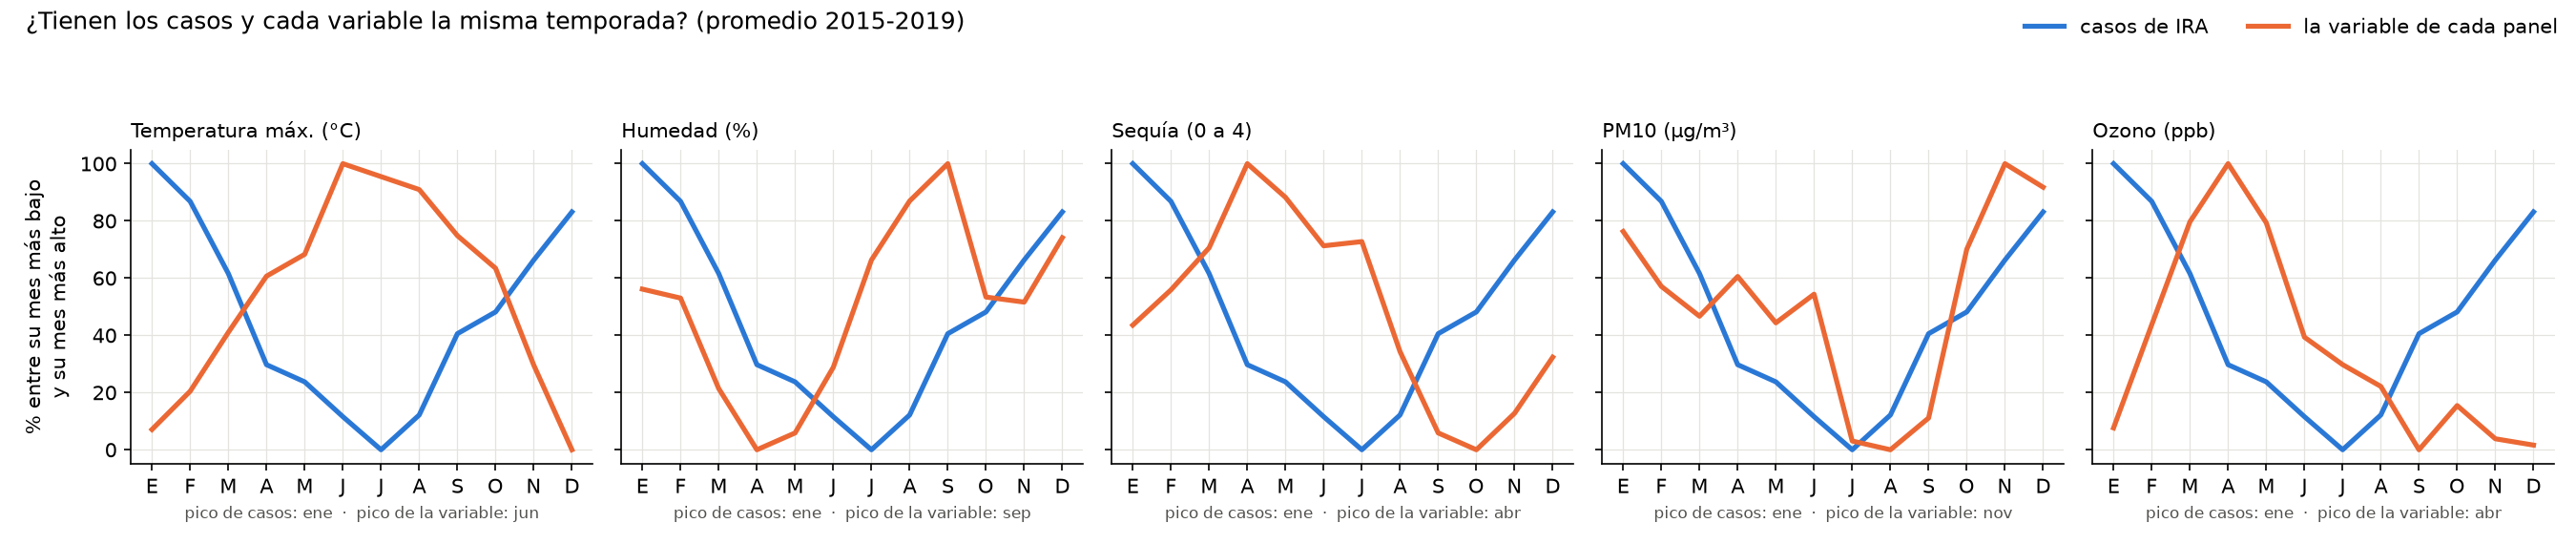 ¿Tienen los casos y cada variable la misma temporada? (promedio 2015-2019)
casos de IRA
la variable de cada panel
% entre su mes más bajo
y su mes más alto
Temperatura máx. (°C)
100
80
60
40
20
0
E F M A M J J A S O N D
pico de casos: ene · pico de la variable: jun
Humedad (%)
E F M A M J J A S O N D
pico de casos: ene · pico de la variable: sep
Sequía (0 a 4)
E F M A M J J A S O N D
pico de casos: ene · pico de la variable: abr
PM10 (µg/m³)
E F M A M J J A S O N D
pico de casos: ene · pico de la variable: nov
Ozono (ppb)
E F M A M J J A S O N D
pico de casos: ene · pico de la variable: abr